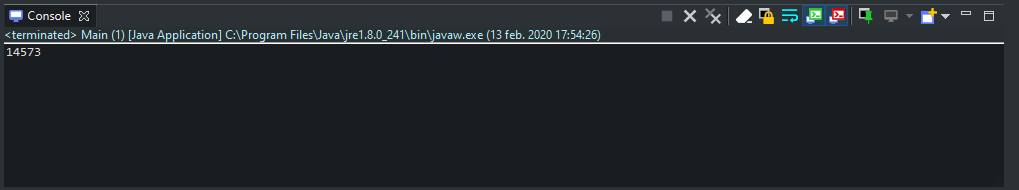 Console
<terminated> Main (1) [Java Application] C:\Program Files\Java\jre1.8.0_241\bin\javaw.exe (13 feb. 2020 17:54:26)
14573